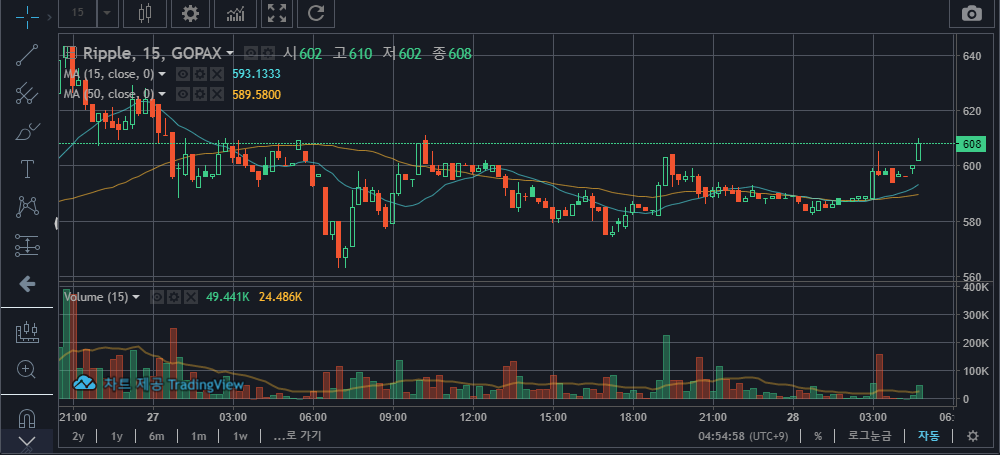 15
Ripple, 15, GOPAX 시602 고610 저602 종608
MA (15, close, 0) 593.1333
MA (50, close, 0) 589.5800
640
620
608
600
580
560
Volume (15) 49.441K 24.486K
400K
300K
200K
100K
0
차트 제공 TradingView
21:00 27 03:00 06:00 09:00 12:00 15:00 18:00 21:00 28 03:00 06:
2y 1y 6m 1m 1w ...로 가기 04:54:58 (UTC+9) % 로그눈금 자동